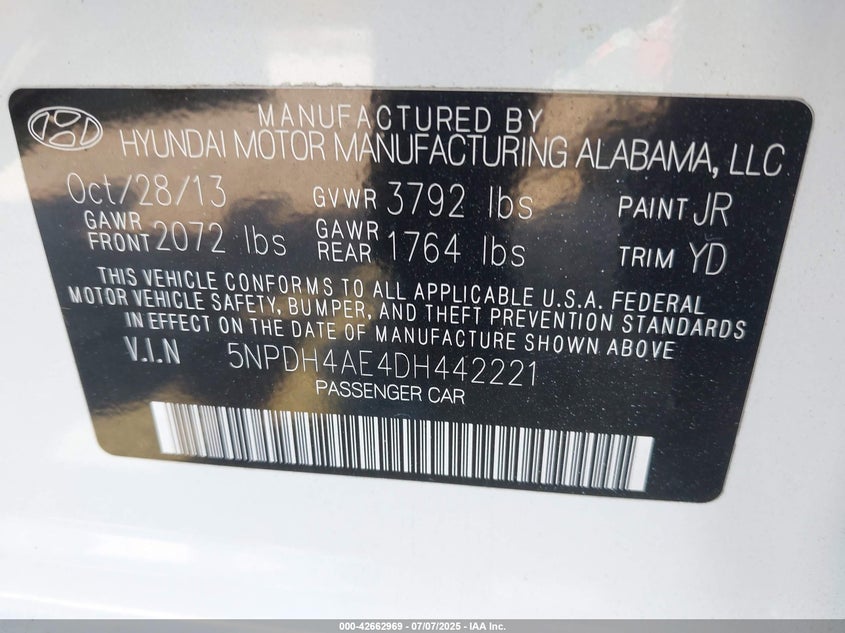 MANUFACTURED BY
HYUNDAI MOTOR MANUFACTURING ALABAMA, LLC
Oct/28/13 GVWR 3792 lbs PAINT JR
GAWR FRONT 2072 lbs GAWR REAR 1764 lbs TRIM YD
THIS VEHICLE CONFORMS TO ALL APPLICABLE U.S.A. FEDERAL
MOTOR VEHICLE SAFETY, BUMPER, AND THEFT PREVENTION STANDARDS
IN EFFECT ON THE DATE OF MANUFACTURE SHOWN ABOVE.
V.I.N 5NPDH4AE4DH442221
PASSENGER CAR
000-42662969 - 07/07/2025 - IAA Inc.